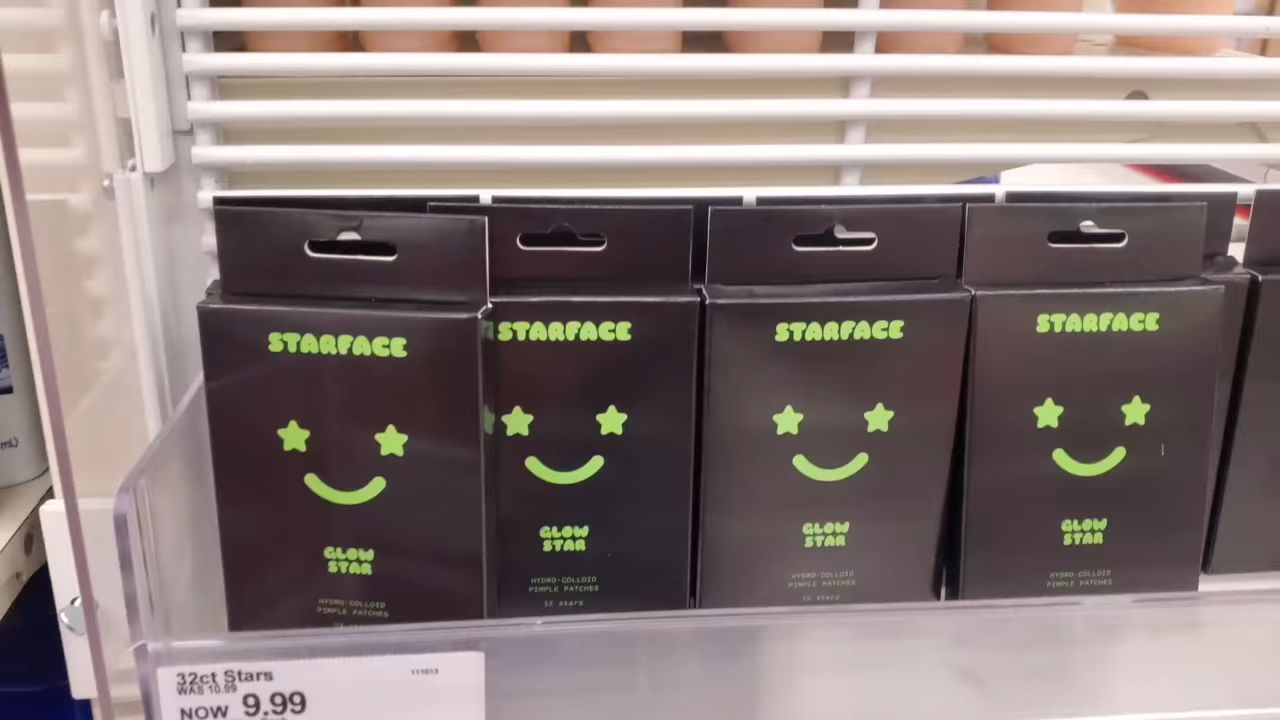 STARFACE
GLOW
STAR
HYDRO-COLLOID
PIMPLE PATCHES
STARFACE
GLOW
STAR
HYDRO-COLLOID
PIMPLE PATCHES
32 stars
STARFACE
GLOW
STAR
HYDRO-COLLOID
PIMPLE PATCHES
32 stars
STARFACE
GLOW
STAR
HYDRO-COLLOID
PIMPLE PATCHES
mL)
32ct Stars
WAS 10.99
NOW 9.99
111013